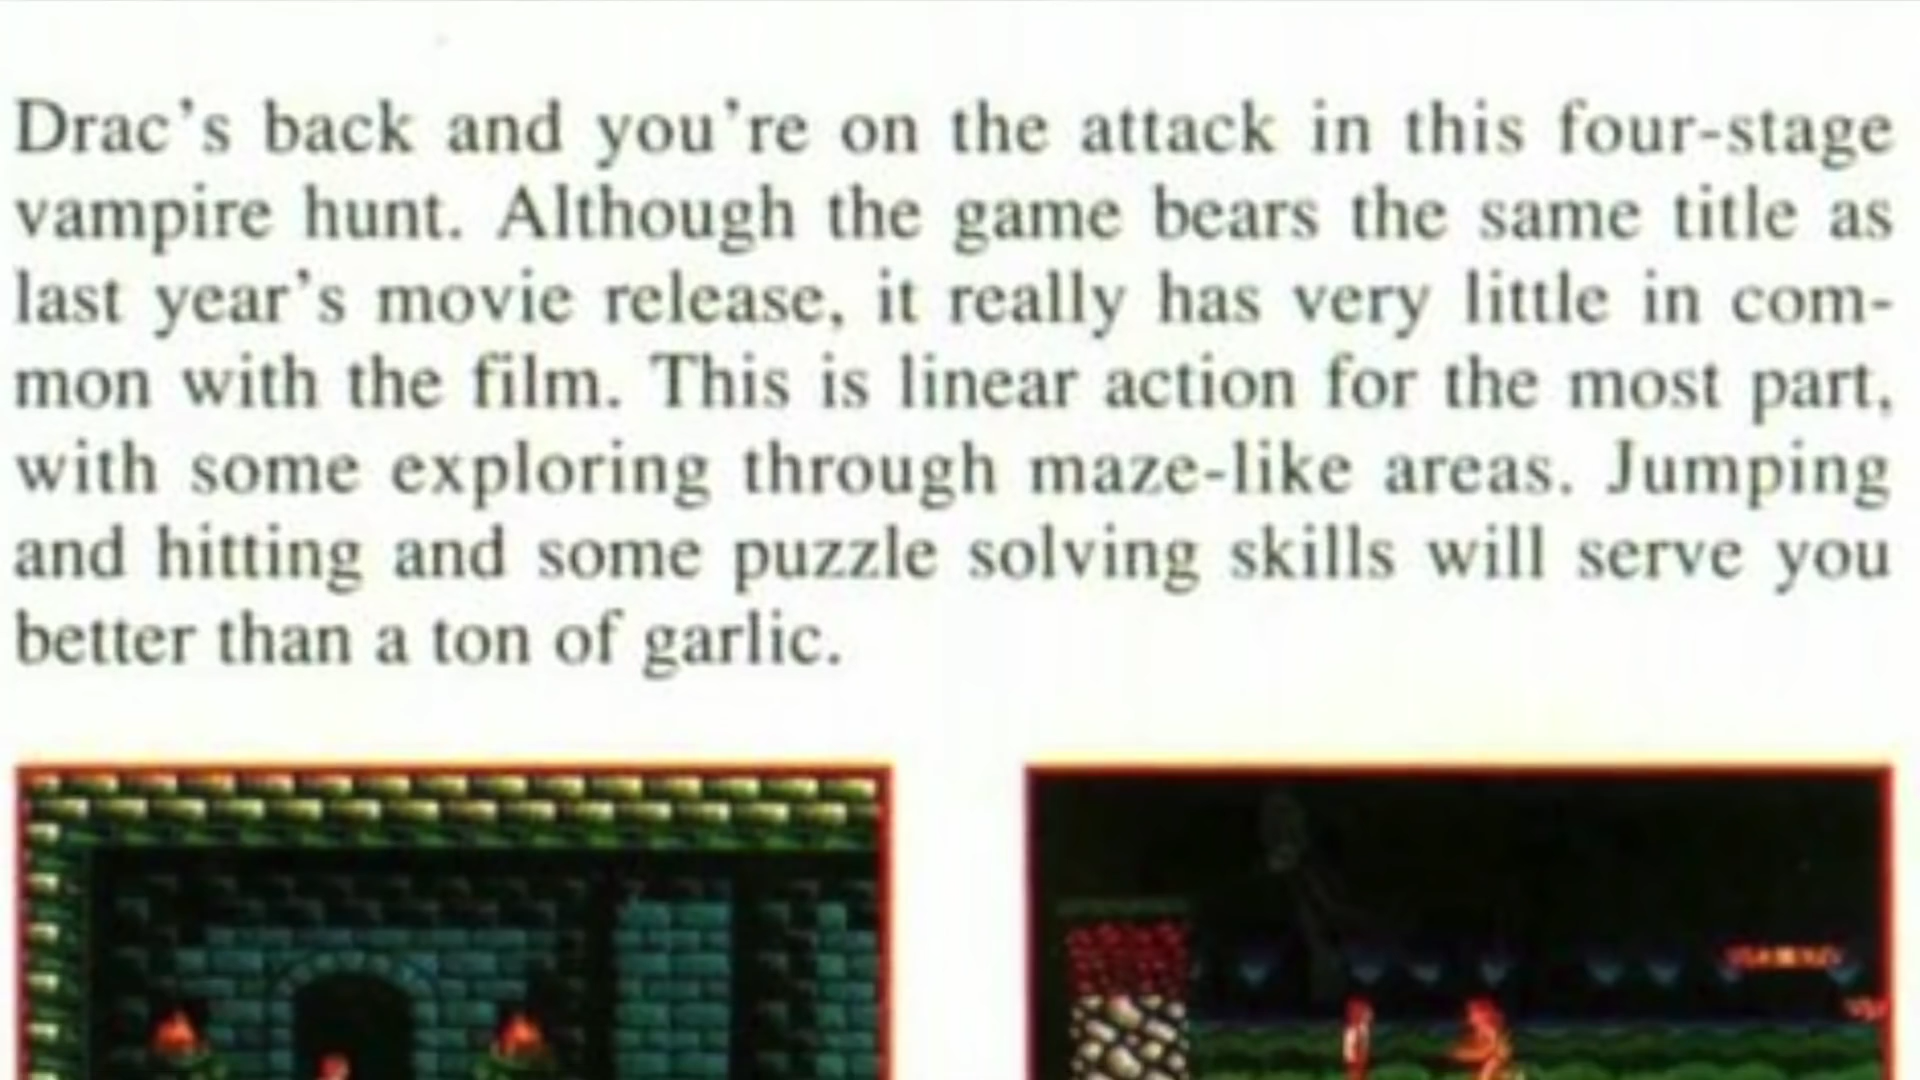 Drac's back and you're on the attack in this four-stage
vampire hunt. Although the game bears the same title as
last year's movie release, it really has very little in com-
mon with the film. This is linear action for the most part,
with some exploring through maze-like areas. Jumping
and hitting and some puzzle solving skills will serve you
better than a ton of garlic.